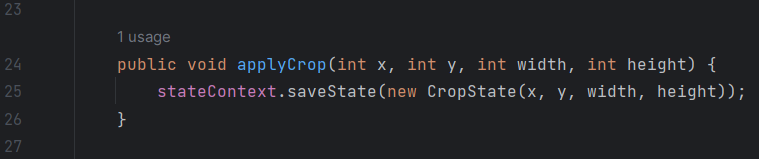 23
1 usage
24 public void applyCrop(int x, int y, int width, int height) {
25 stateContext.saveState(new CropState(x, y, width, height));
26 }
27